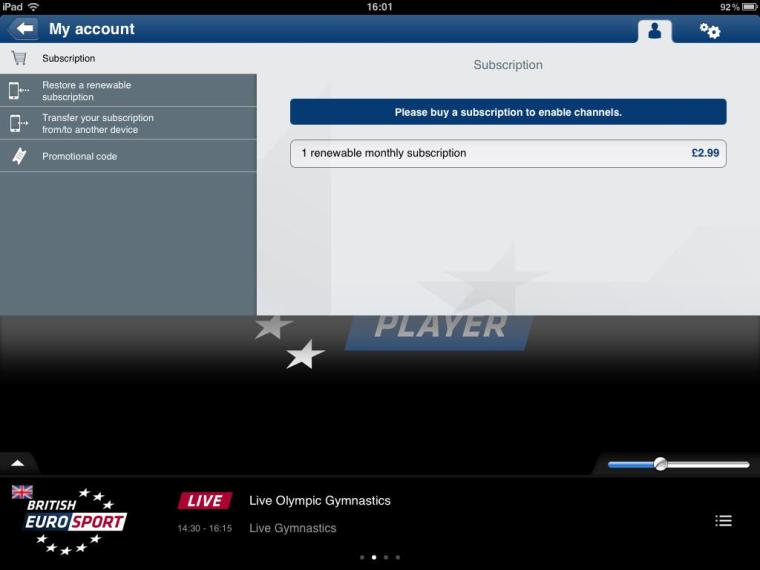 iPad 16:01 92%
My account
Subscription
Restore a renewable
subscription
Transfer your subscription
from/to another device
Promotional code
Subscription
Please buy a subscription to enable channels.
1 renewable monthly subscription £2.99
PLAYER
BRITISH
EUROSPORT
LIVE Live Olympic Gymnastics
14:30 - 16:15 Live Gymnastics